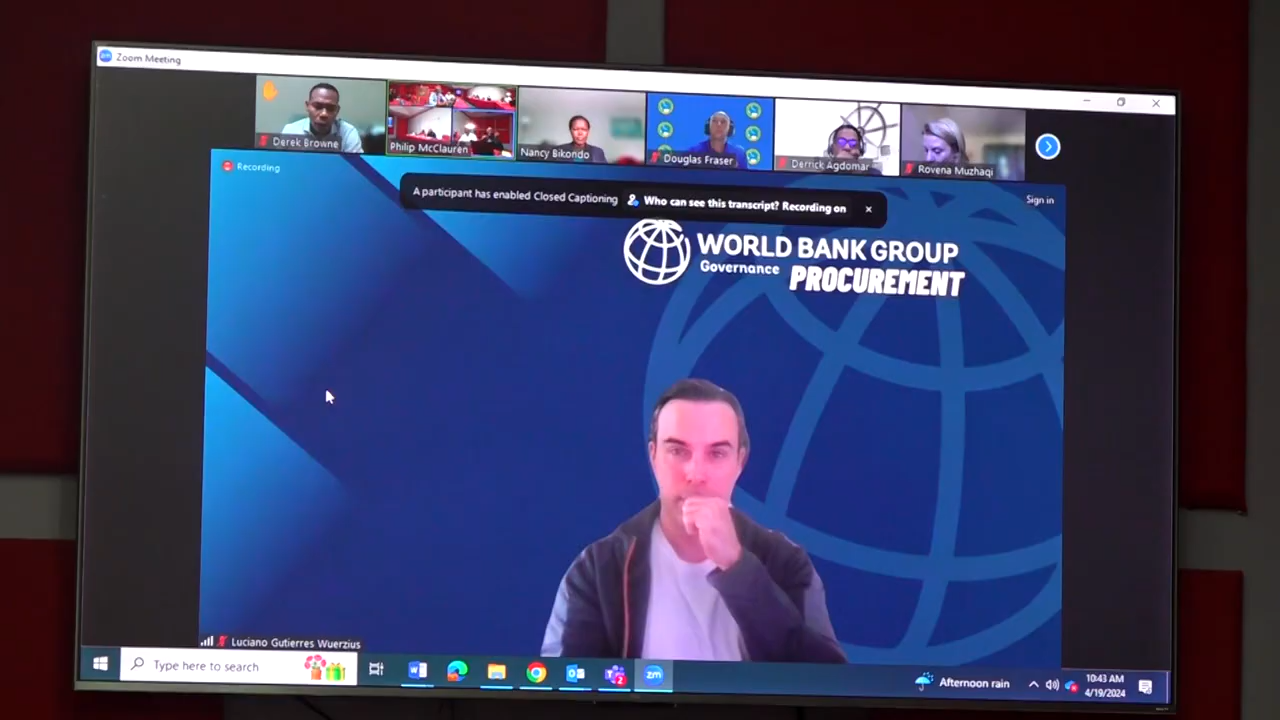 Zoom Meeting
Derek Browne
Philip McClauren
Nancy Bikondo
Douglas Fraser
Derrick Agdomar
Rovena Muzhaqi
Recording
A participant has enabled Closed Captioning
Who can see this transcript? Recording on
Sign in
WORLD BANK GROUP
Governance PROCUREMENT
Luciano Gutierres Wuerzius
Type here to search
Afternoon rain
10:43 AM
4/19/2024